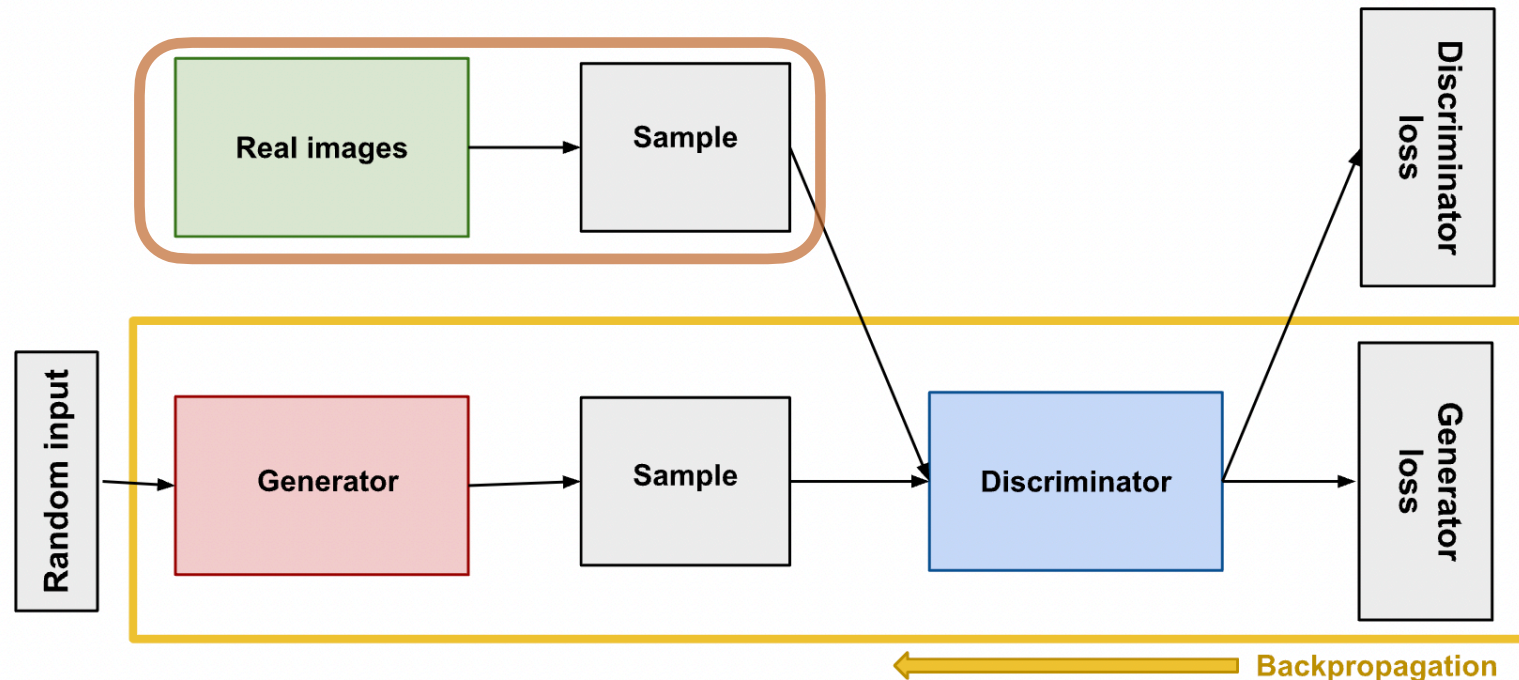 Real images
Sample
Discriminator
loss
Random input
Generator
Sample
Discriminator
Generator
loss
Backpropagation